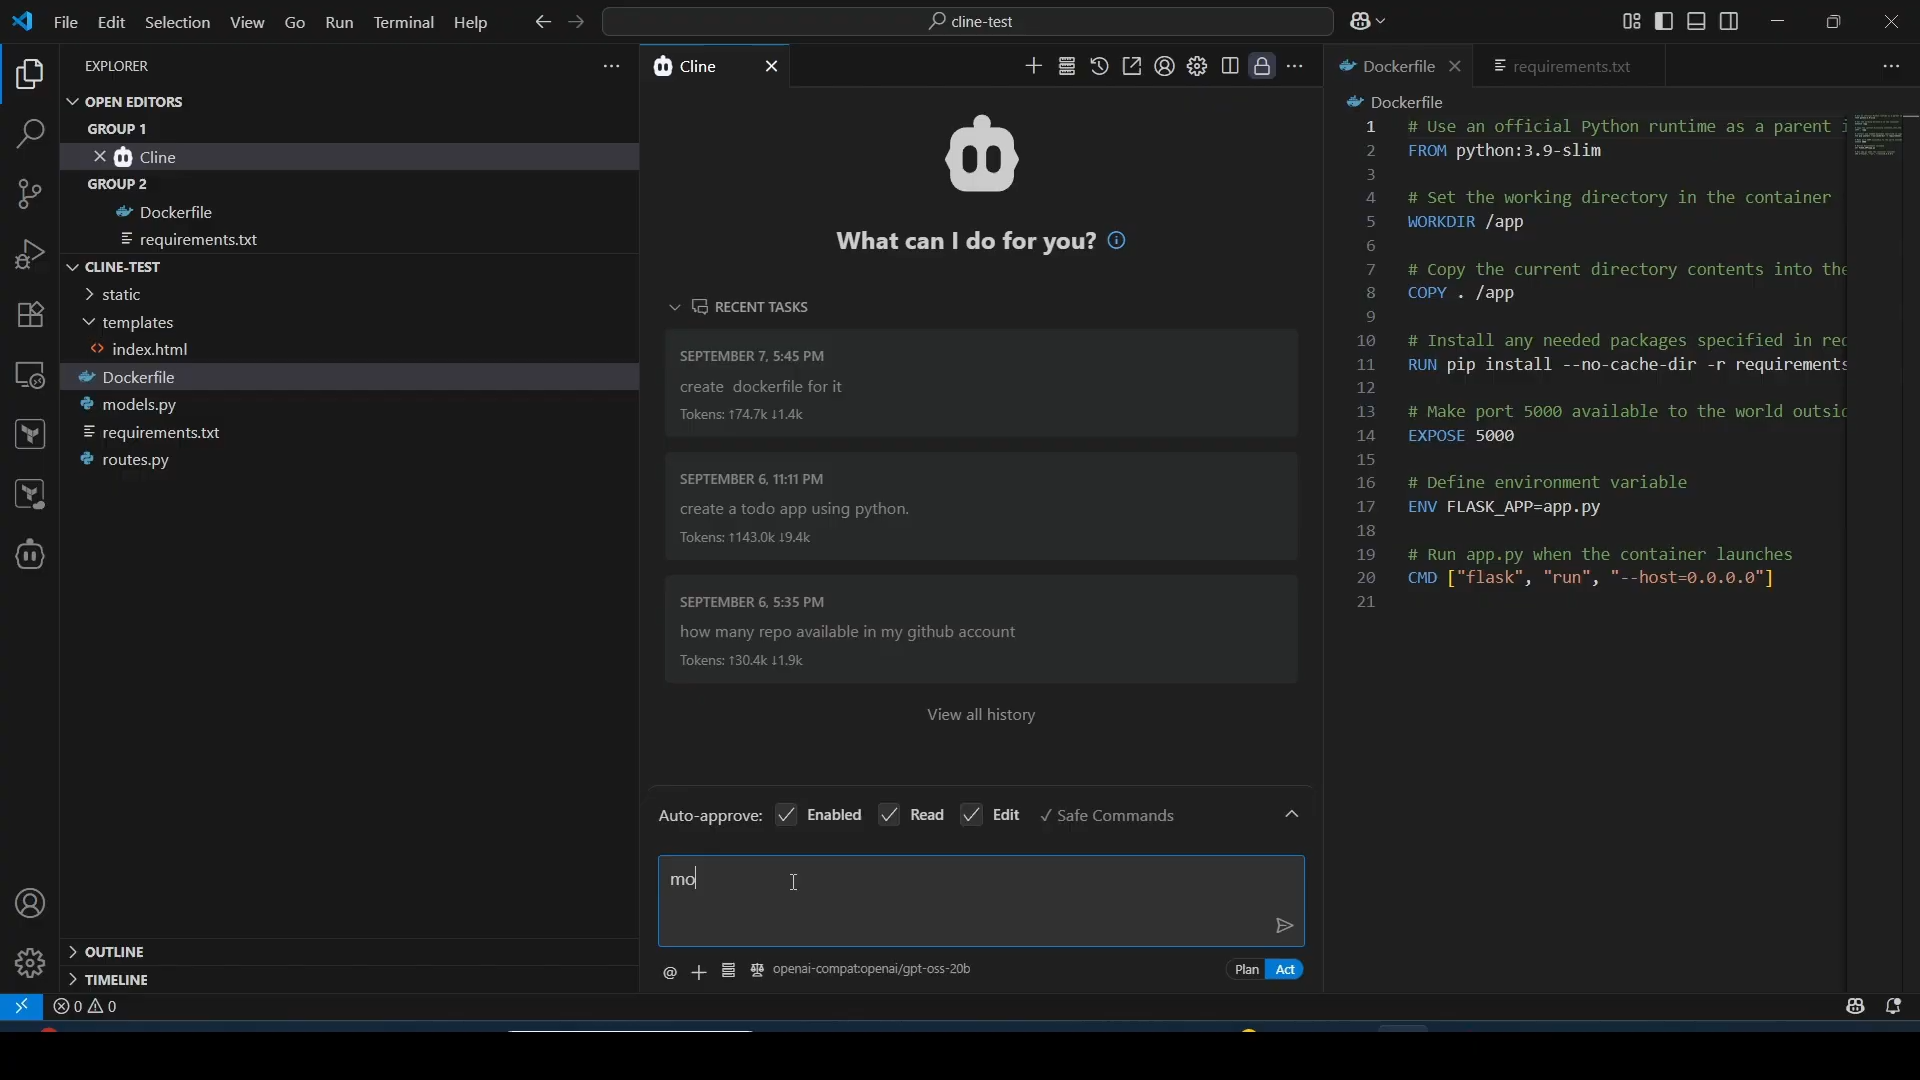 File Edit Selection View Go Run Terminal Help
cline-test
EXPLORER
OPEN EDITORS
GROUP 1
Cline
GROUP 2
Dockerfile
requirements.txt
CLINE-TEST
static
templates
index.html
Dockerfile
models.py
requirements.txt
routes.py
OUTLINE
TIMELINE
0 0
Cline
What can I do for you?
RECENT TASKS
SEPTEMBER 7, 5:45 PM
create dockerfile for it
Tokens: ↑74.7k ↓1.4k
SEPTEMBER 6, 11:11 PM
create a todo app using python.
Tokens: ↑143.0k ↓9.4k
SEPTEMBER 6, 5:35 PM
how many repo available in my github account
Tokens: ↑30.4k ↓1.9k
View all history
Auto-approve: Enabled Read Edit ✓ Safe Commands
mo
@ openai-compat:openai/gpt-oss-20b Plan Act
Dockerfile requirements.txt
Dockerfile
1 # Use an official Python runtime as a parent i
2 FROM python:3.9-slim
3
4 # Set the working directory in the container
5 WORKDIR /app
6
7 # Copy the current directory contents into the
8 COPY . /app
9
10 # Install any needed packages specified in req
11 RUN pip install --no-cache-dir -r requirements
12
13 # Make port 5000 available to the world outsid
14 EXPOSE 5000
15
16 # Define environment variable
17 ENV FLASK_APP=app.py
18
19 # Run app.py when the container launches
20 CMD ["flask", "run", "--host=0.0.0.0"]
21